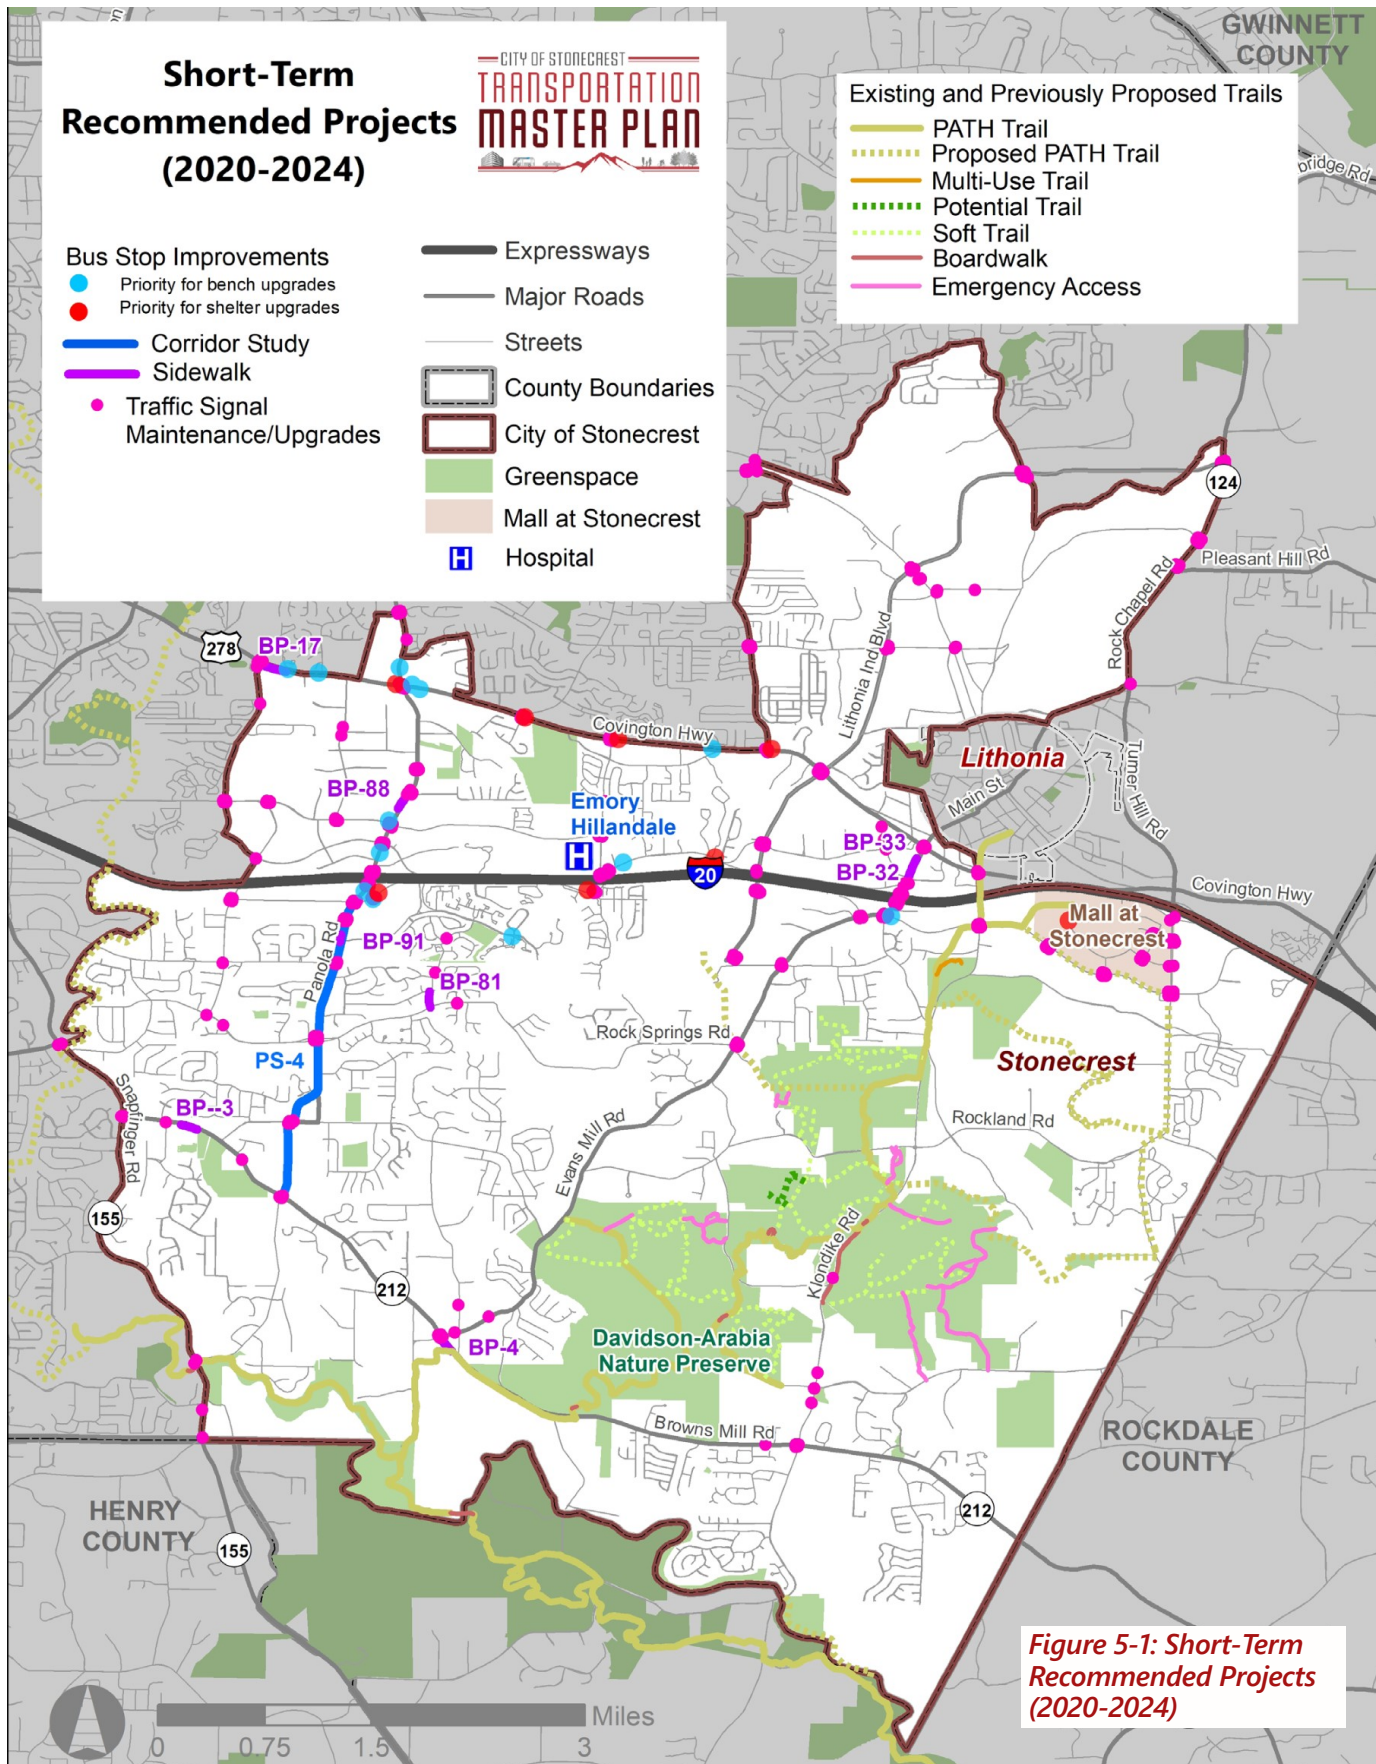 Short-Term
Recommended Projects
(2020-2024)
CITY OF STONECREST
TRANSPORTATION
MASTER PLAN
Bus Stop Improvements
Priority for bench upgrades
Priority for shelter upgrades
Corridor Study
Sidewalk
Traffic Signal
Maintenance/Upgrades
Expressways
Major Roads
Streets
County Boundaries
City of Stonecrest
Greenspace
Mall at Stonecrest
H Hospital
Existing and Previously Proposed Trails
PATH Trail
Proposed PATH Trail
Multi-Use Trail
Potential Trail
Soft Trail
Boardwalk
Emergency Access
GWINNETT
COUNTY
bridge Rd
124
Pleasant Hill Rd
Rock Chapel Rd
Lithonia Ind Blvd
278
BP-17
Covington Hwy
Lithonia
Main St
Turner Hill Rd
BP-88
Emory
Hillandale
H
BP-33
BP-32
20
Covington Hwy
Mall at
Stonecrest
Panola Rd
BP-91
BP-81
Rock Springs Rd
PS-4
Stonecrest
Snapfinger Rd
BP--3
Rockland Rd
Evans Mill Rd
155
Klondike Rd
212
BP-4
Davidson-Arabia
Nature Preserve
Browns Mill Rd
ROCKDALE
COUNTY
HENRY
COUNTY
155
212
Figure 5-1: Short-Term
Recommended Projects
(2020-2024)
Miles
0 0.75 1.5 3